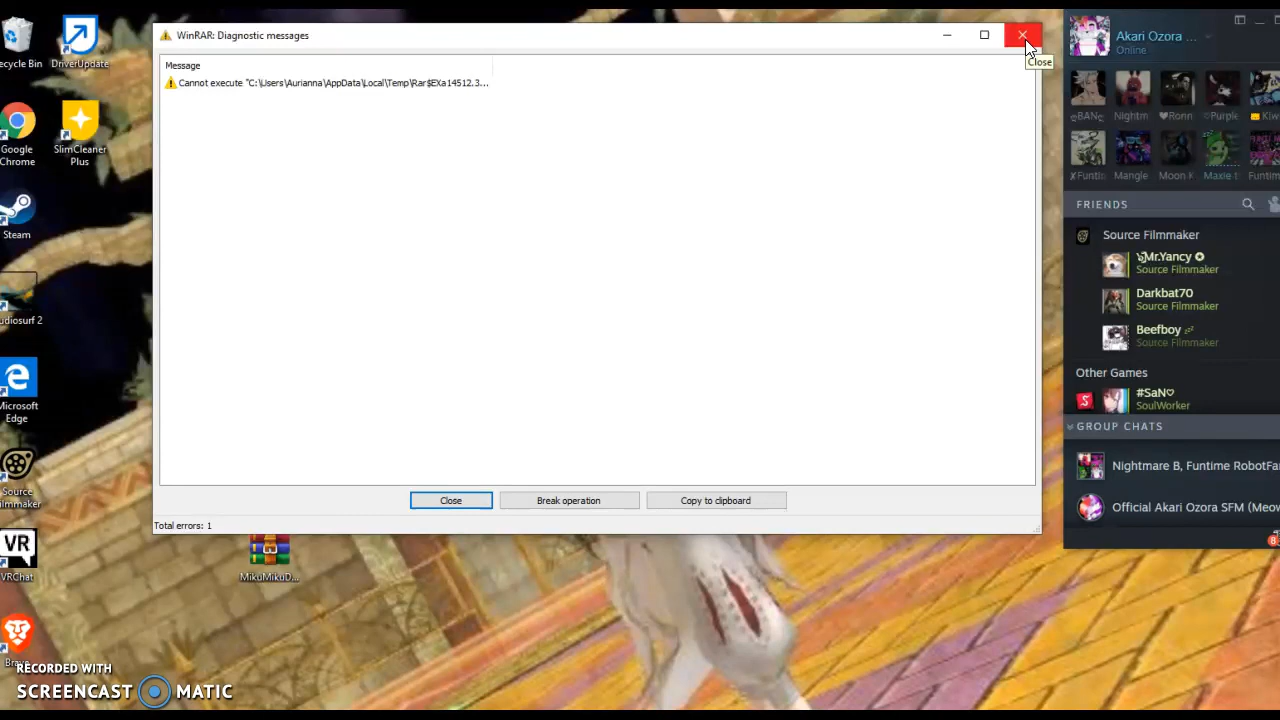 WinRAR: Diagnostic messages
Close
Message
Cannot execute "C:\Users\Aurianna\AppData\Local\Temp\Rar$EXa14512.3...
Close
Break operation
Copy to clipboard
Total errors: 1
ecycle Bin
DriverUpdate
Google
Chrome
SlimCleaner
Plus
Steam
udiosurf 2
Microsoft
Edge
Source
ilmmaker
VR
VRChat
MikuMikuD...
RECORDED WITH
SCREENCAST MATIC
Akari Ozora ...
Online
Nightm
Purple
Mangle
Moon K
Maxie t
Funtim
FRIENDS
Source Filmmaker
Mr.Yancy
Source Filmmaker
Darkbat70
Source Filmmaker
Beefboy
Source Filmmaker
Other Games
#SaN♡
SoulWorker
GROUP CHATS
Nightmare B, Funtime RobotFa
Official Akari Ozora SFM (Meow